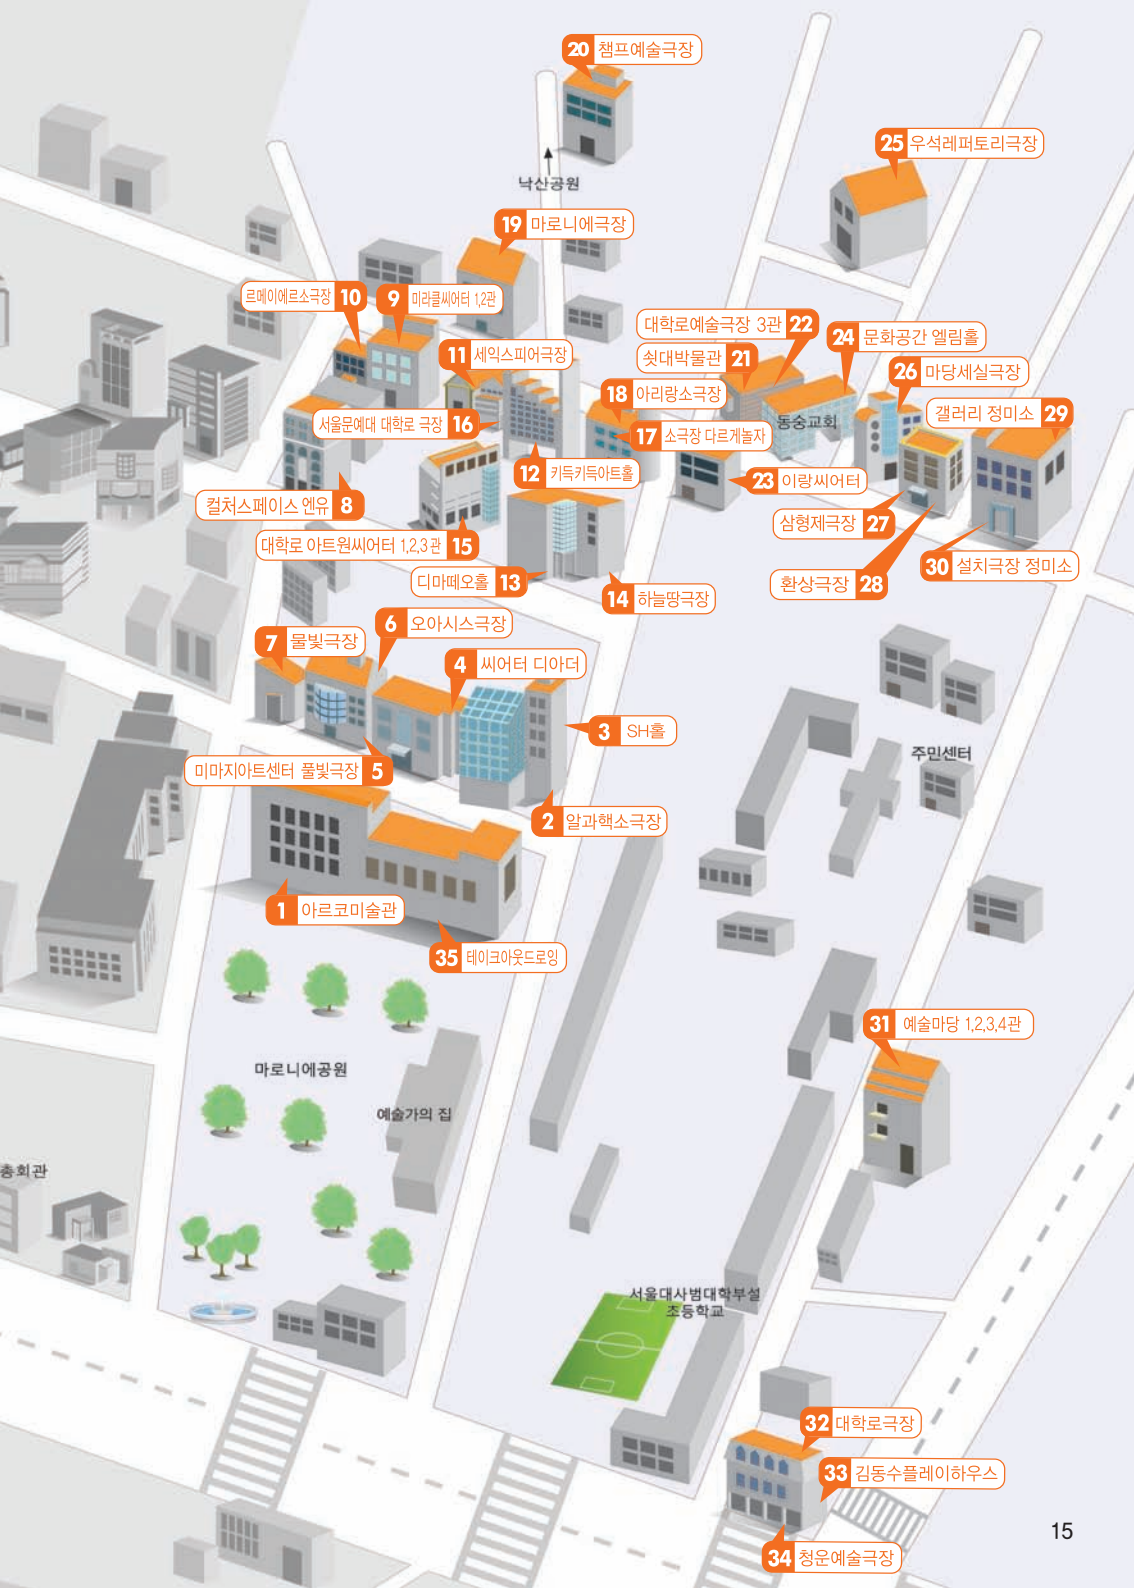 20 챔프예술극장
25 우석레퍼토리극장
낙산공원
19 마로니에극장
르메이에르소극장 10
9 미라클씨어터 1,2관
대학로예술극장 3관 22
24 문화공간 엘림홀
11 세익스피어극장
쇳대박물관 21
26 마당세실극장
18 아리랑소극장
갤러리 정미소 29
동숭교회
서울문예대 대학로 극장 16
17 소극장 다르게놀자
12 키득키득아트홀
23 이랑씨어터
컬처스페이스 엔유 8
삼형제극장 27
대학로 아트원씨어터 1,2,3관 15
30 설치극장 정미소
디마떼오홀 13
환상극장 28
14 하늘땅극장
6 오아시스극장
7 물빛극장
4 씨어터 디아더
3 SH홀
주민센터
미마지아트센터 풀빛극장 5
2 알과핵소극장
1 아르코미술관
35 테이크아웃드로잉
31 예술마당 1,2,3,4관
마로니에공원
예술가의 집
총회관
서울대사범대학부설
초등학교
32 대학로극장
33 김동수플레이하우스
15
34 청운예술극장